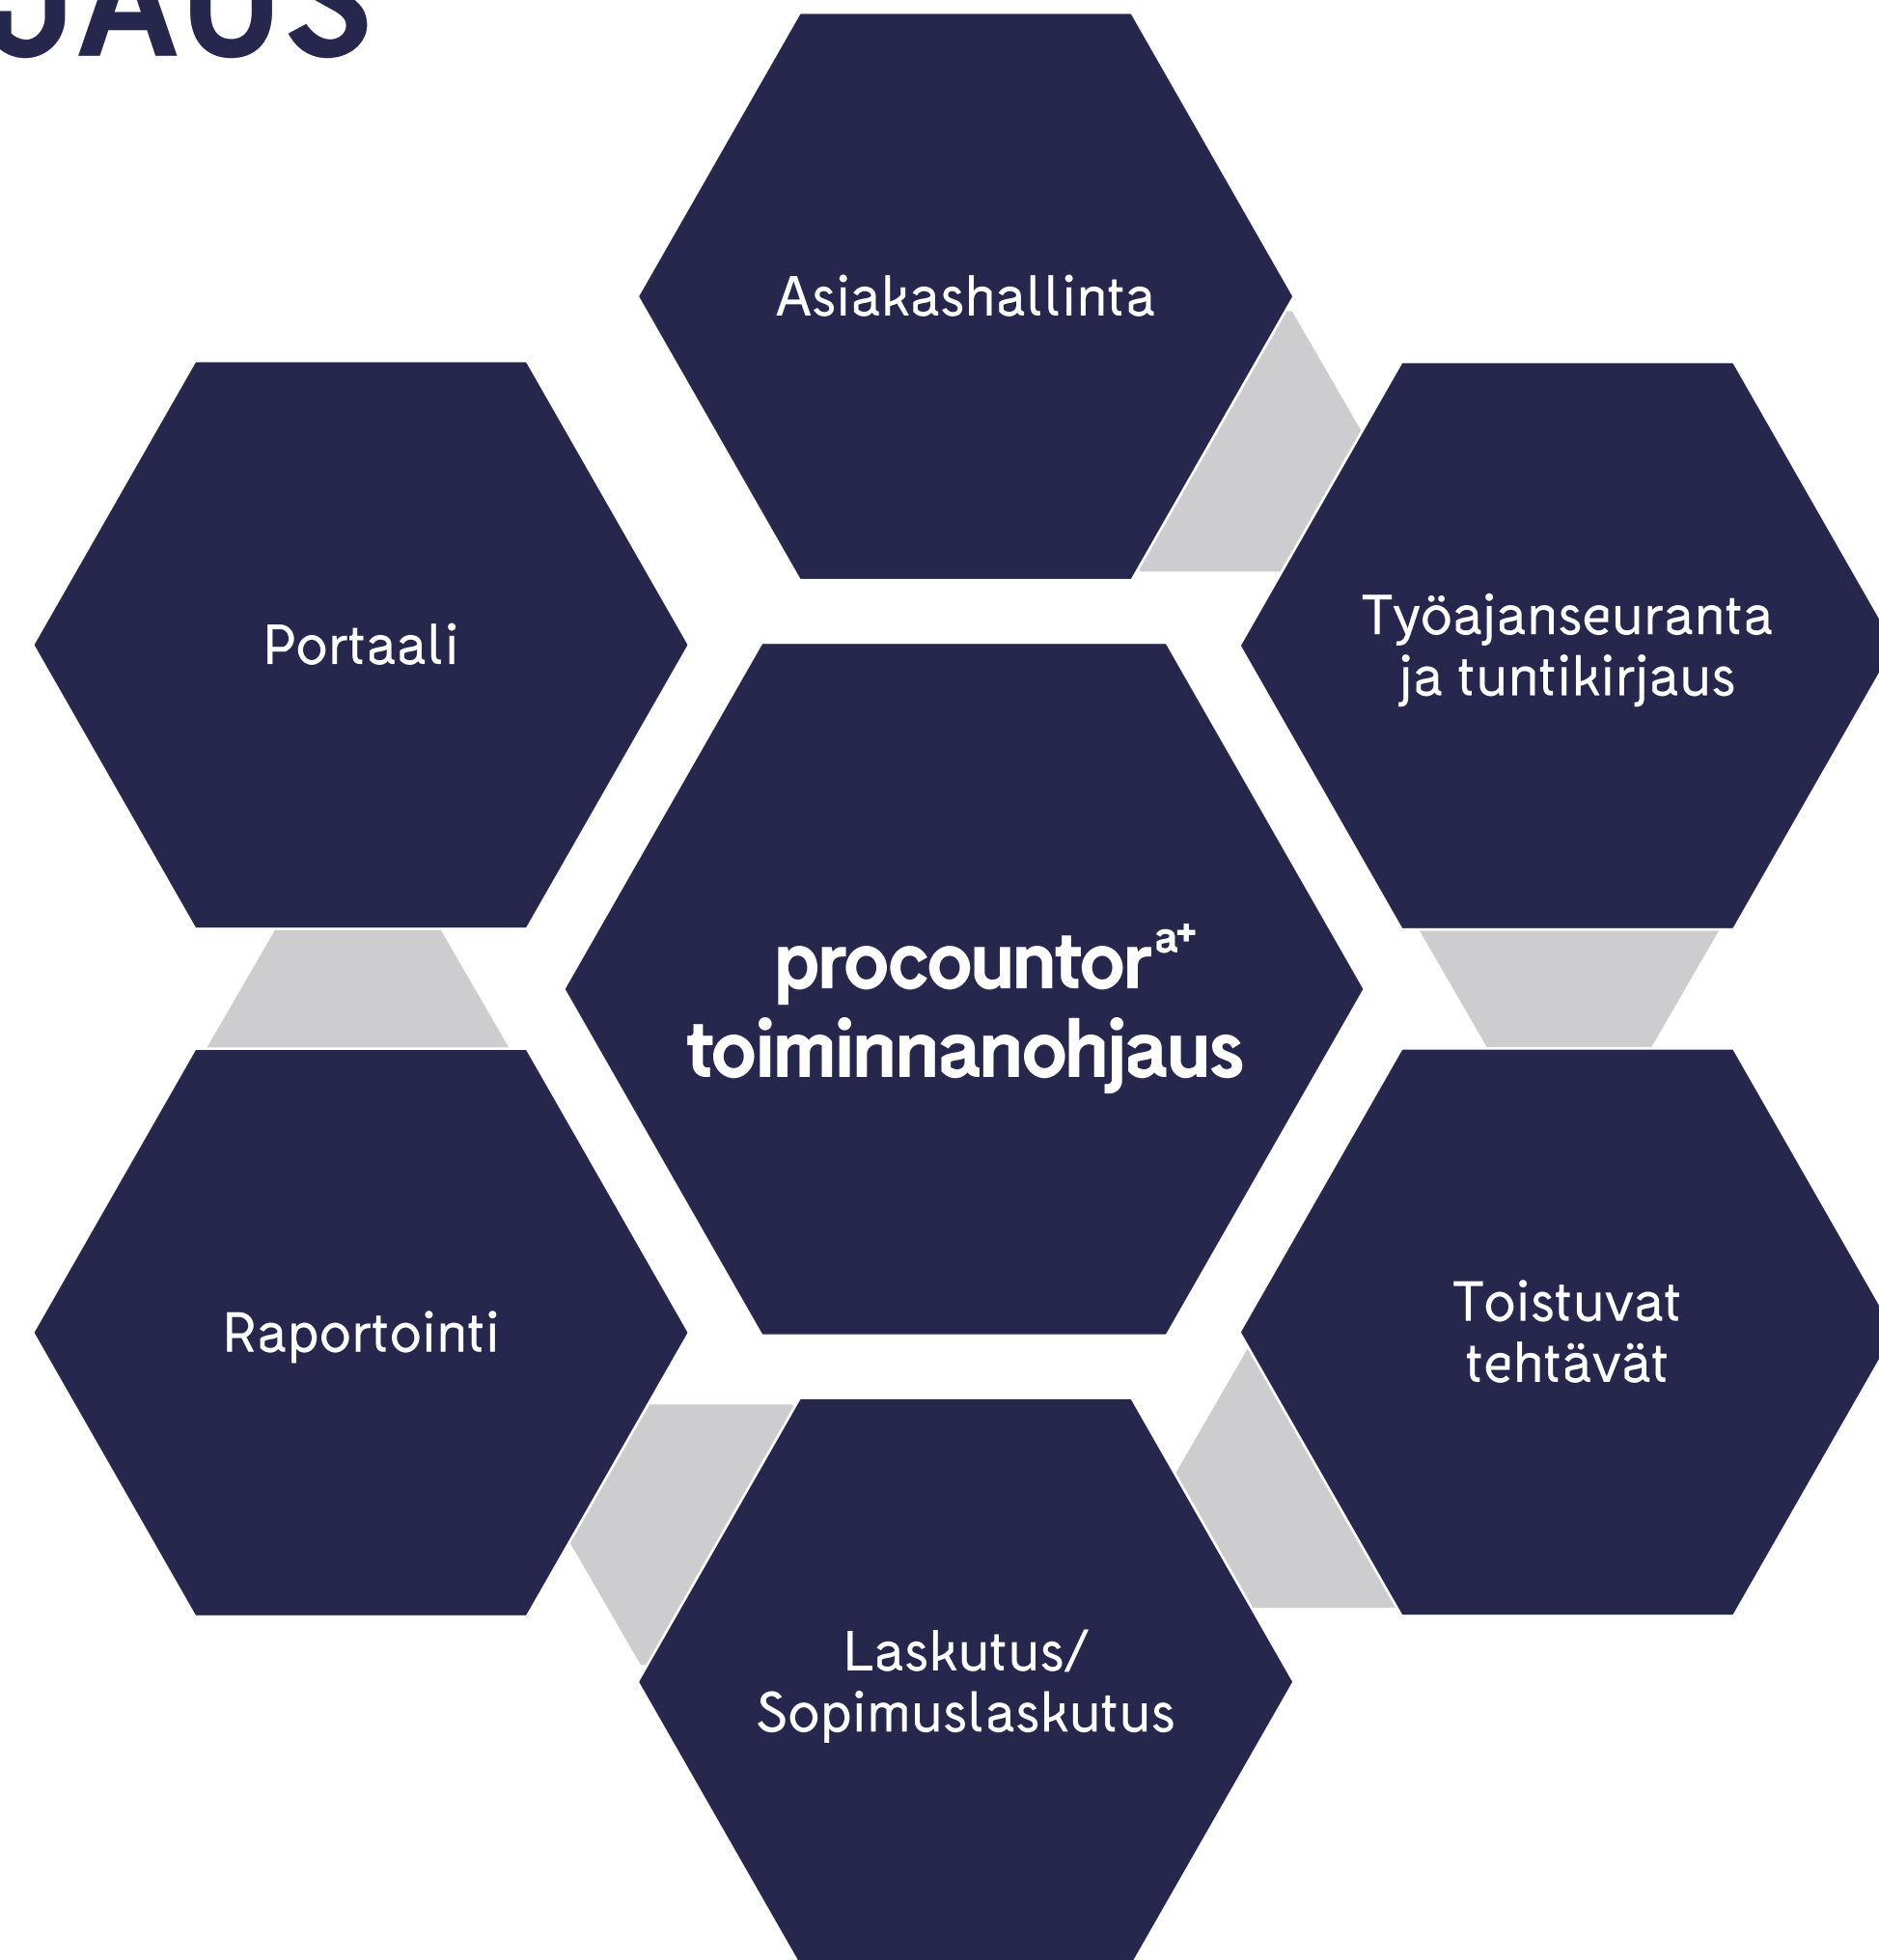 JAUS
Asiakashallinta
Portaali
Työajanseuranta
ja tuntikirjaus
procountor a+
toiminnanohjaus
Raportointi
Toistuvat
tehtävät
Laskutus/
Sopimuslaskutus